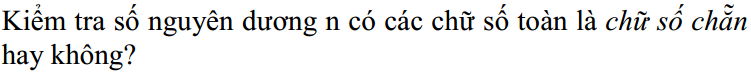 Kiểm tra số nguyên dương n có các chữ số toàn là chữ số chẵn
hay không?